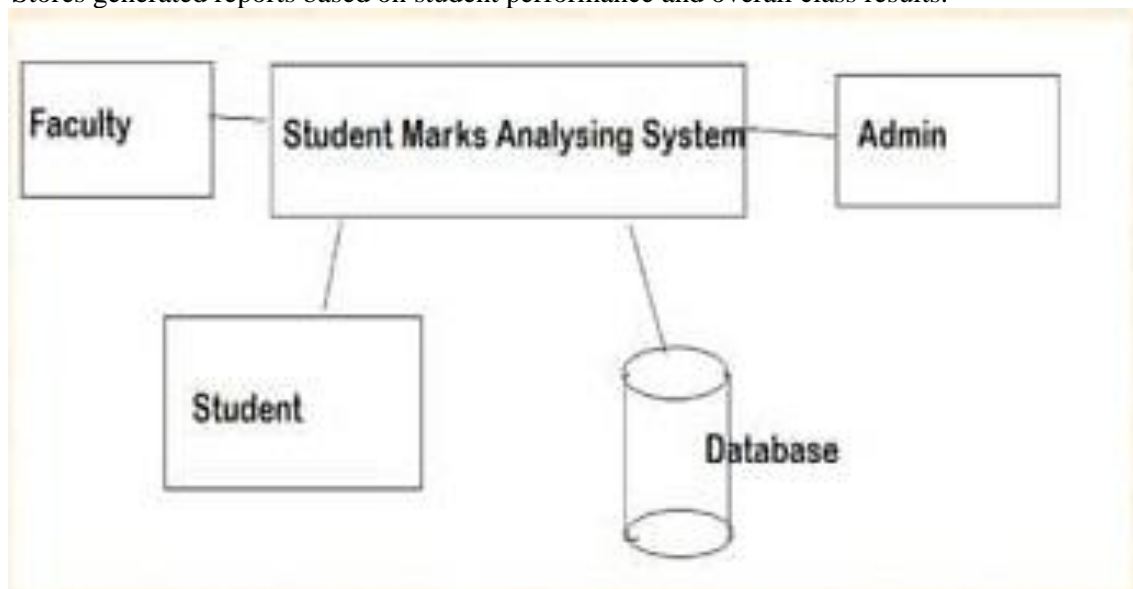 Stores generated reports based on student performance and overall class results.
Faculty
Student Marks Analysing System
Admin
Student
Database